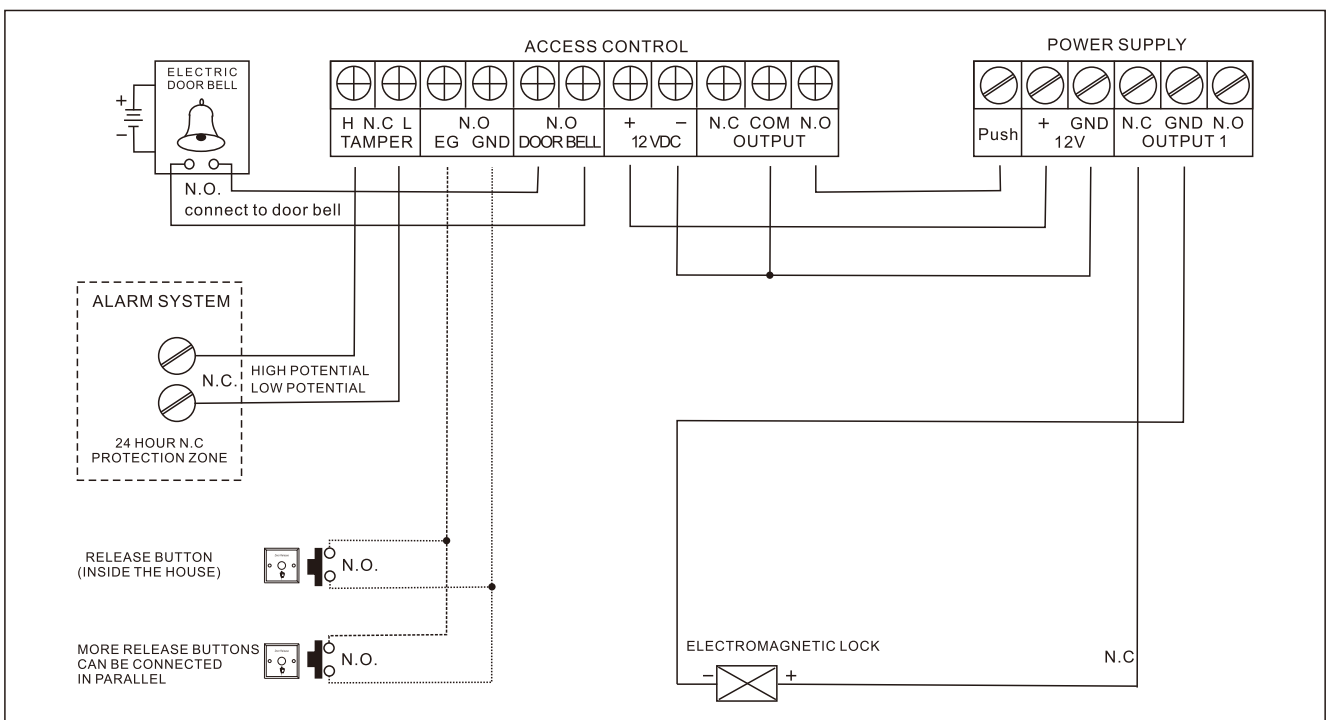 ACCESS CONTROL
POWER SUPPLY
ELECTRIC
DOOR BELL
+
−
N.O.
connect to door bell
H N.C L
TAMPER
N.O
EG GND
N.O
DOOR BELL
+ −
12 VDC
N.C COM N.O
OUTPUT
Push
+ GND
12V
N.C GND N.O
OUTPUT 1
ALARM SYSTEM
N.C.
HIGH POTENTIAL
LOW POTENTIAL
24 HOUR N.C
PROTECTION ZONE
RELEASE BUTTON
(INSIDE THE HOUSE)
N.O.
MORE RELEASE BUTTONS
CAN BE CONNECTED
IN PARALLEL
N.O.
ELECTROMAGNETIC LOCK
− +
N.C